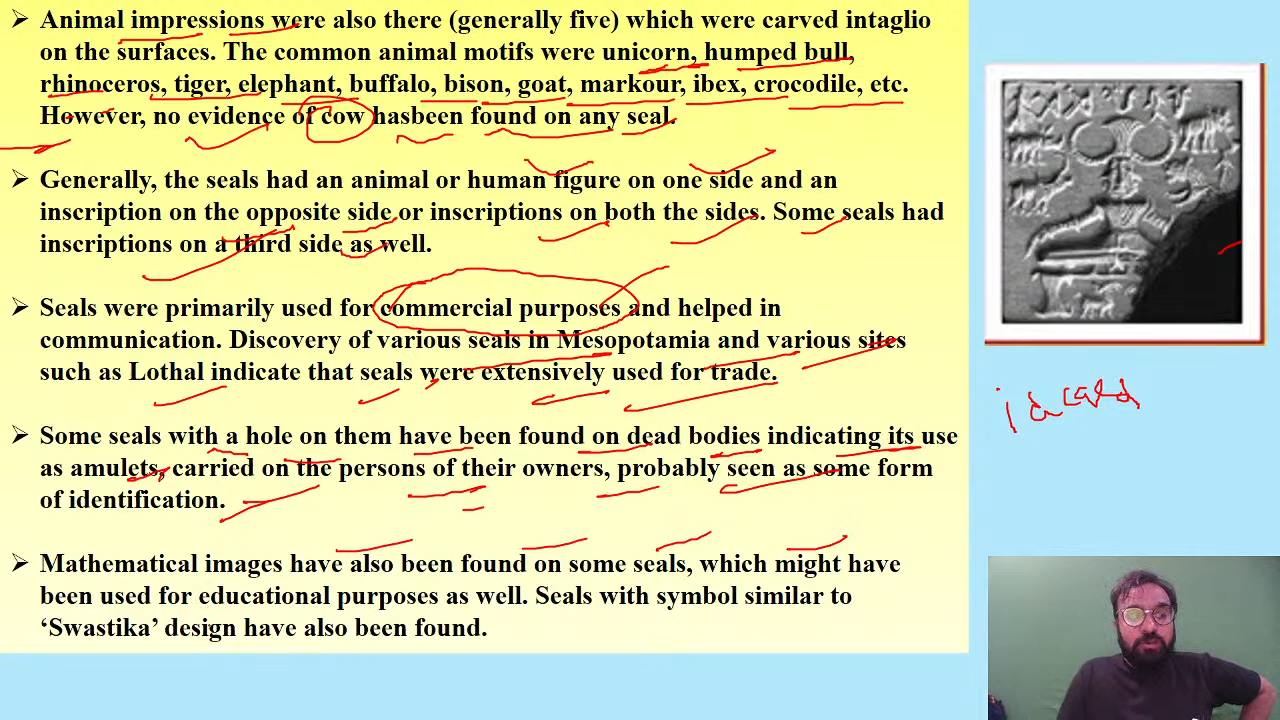 ➢ Animal impressions were also there (generally five) which were carved intaglio
on the surfaces. The common animal motifs were unicorn, humped bull,
rhinoceros, tiger, elephant, buffalo, bison, goat, markour, ibex, crocodile, etc.
However, no evidence of cow hasbeen found on any seal.
➢ Generally, the seals had an animal or human figure on one side and an
inscription on the opposite side or inscriptions on both the sides. Some seals had
inscriptions on a third side as well.
➢ Seals were primarily used for commercial purposes and helped in
communication. Discovery of various seals in Mesopotamia and various sites
such as Lothal indicate that seals were extensively used for trade.
➢ Some seals with a hole on them have been found on dead bodies indicating its use
as amulets, carried on the persons of their owners, probably seen as some form
of identification.
➢ Mathematical images have also been found on some seals, which might have
been used for educational purposes as well. Seals with symbol similar to
‘Swastika’ design have also been found.